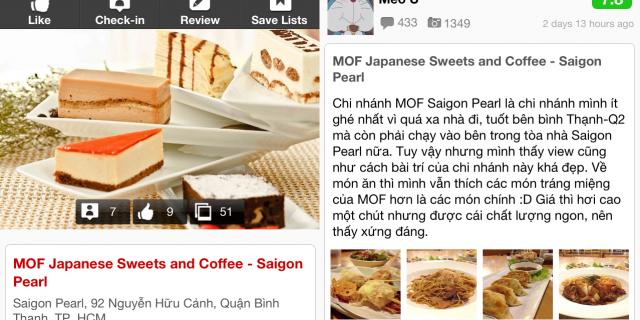 Like
Check-in
Review
Save Lists
7
9
51
MOF Japanese Sweets and Coffee - Saigon
Pearl
Saigon Pearl, 92 Nguyễn Hữu Cảnh, Quận Bình
Thạnh, TP. HCM
433
1349
2 days 13 hours ago
MOF Japanese Sweets and Coffee - Saigon
Pearl
Chi nhánh MOF Saigon Pearl là chi nhánh mình ít
ghé nhất vì quá xa nhà đi, tuốt bên bình Thạnh-Q2
mà còn phải chạy vào bên trong tòa nhà Saigon
Pearl nữa. Tuy vậy nhưng mình thấy view cũng
như cách bài trí của chi nhánh này khá đẹp. Về
món ăn thì mình vẫn thích các món tráng miệng
của MOF hơn là các món chính :D Giá thì hơi cao
một chút nhưng được cái chất lượng ngon, nên
thấy xứng đáng.